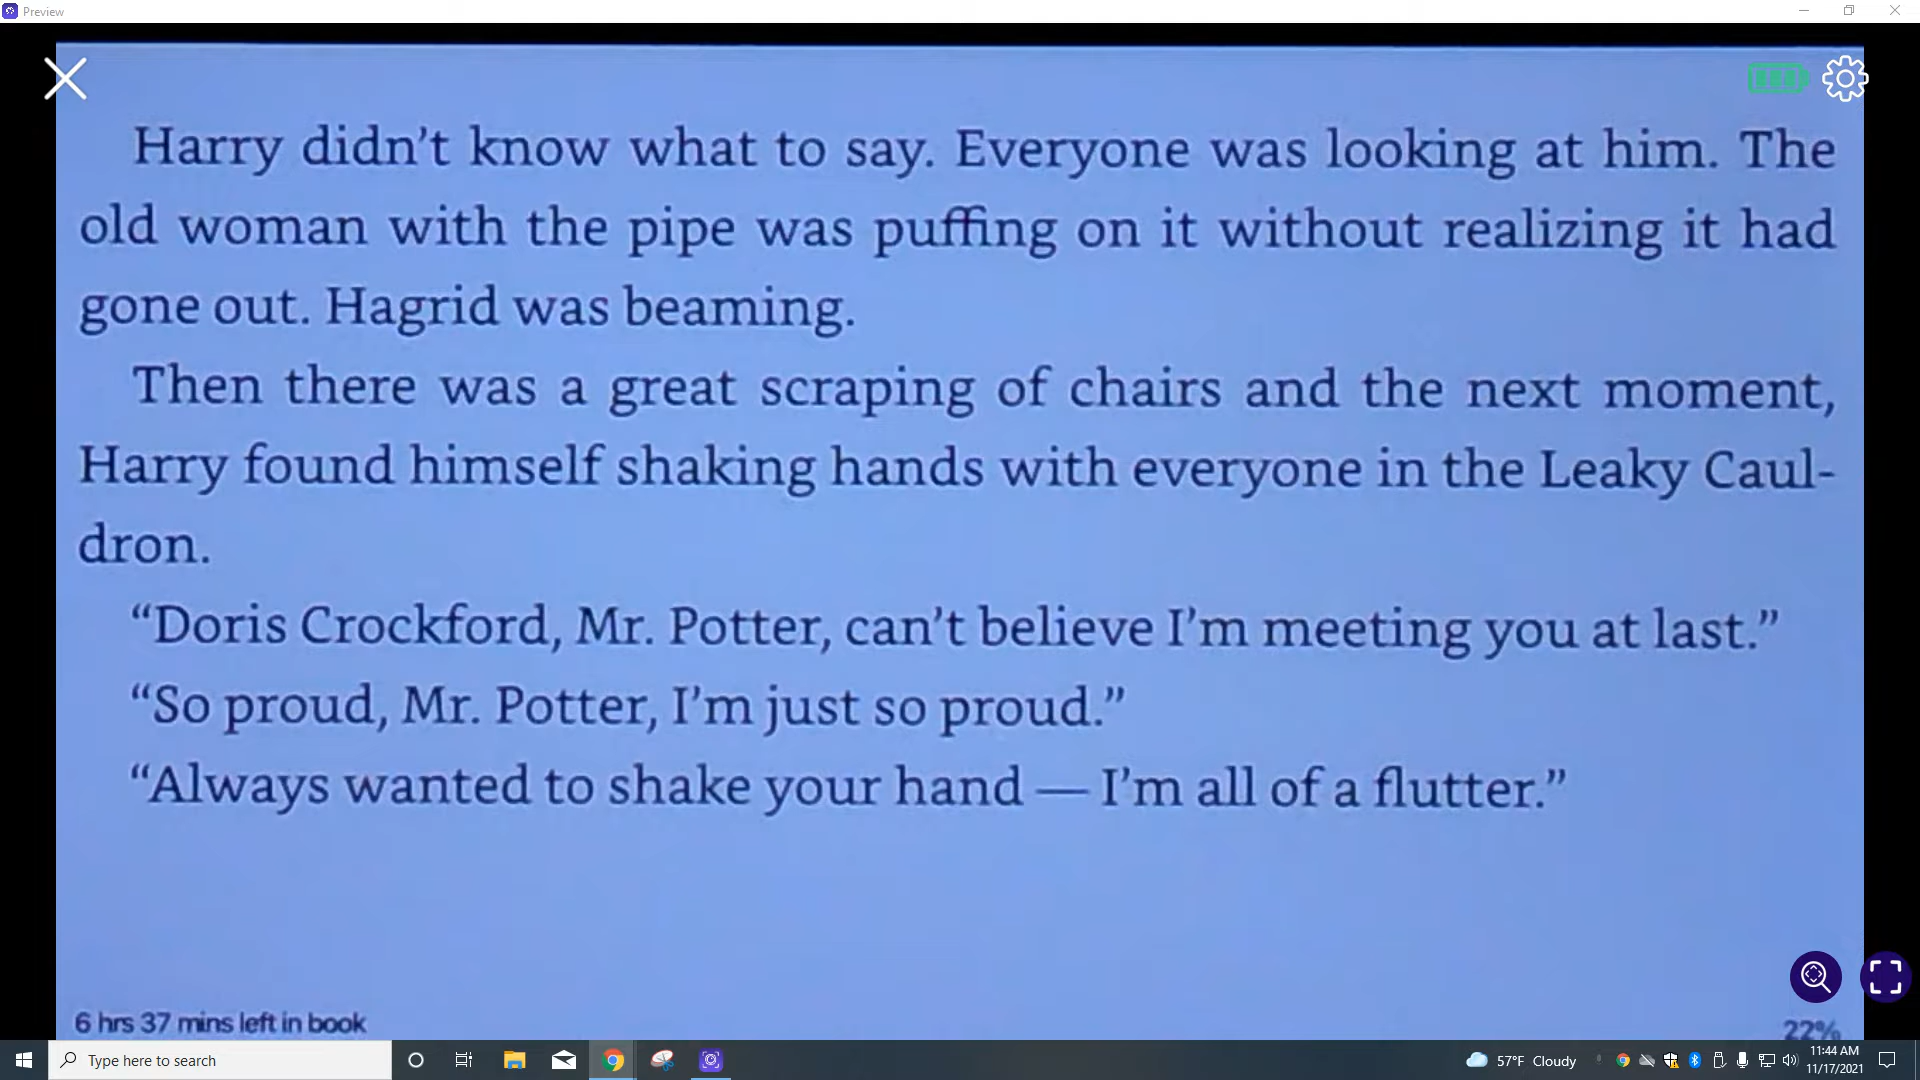 Preview
Harry didn’t know what to say. Everyone was looking at him. The
old woman with the pipe was puffing on it without realizing it had
gone out. Hagrid was beaming.
Then there was a great scraping of chairs and the next moment,
Harry found himself shaking hands with everyone in the Leaky Caul-
dron.
“Doris Crockford, Mr. Potter, can’t believe I’m meeting you at last.”
“So proud, Mr. Potter, I’m just so proud.”
“Always wanted to shake your hand — I’m all of a flutter.”
6 hrs 37 mins left in book
22%
Type here to search
57°F Cloudy
11:44 AM
11/17/2021